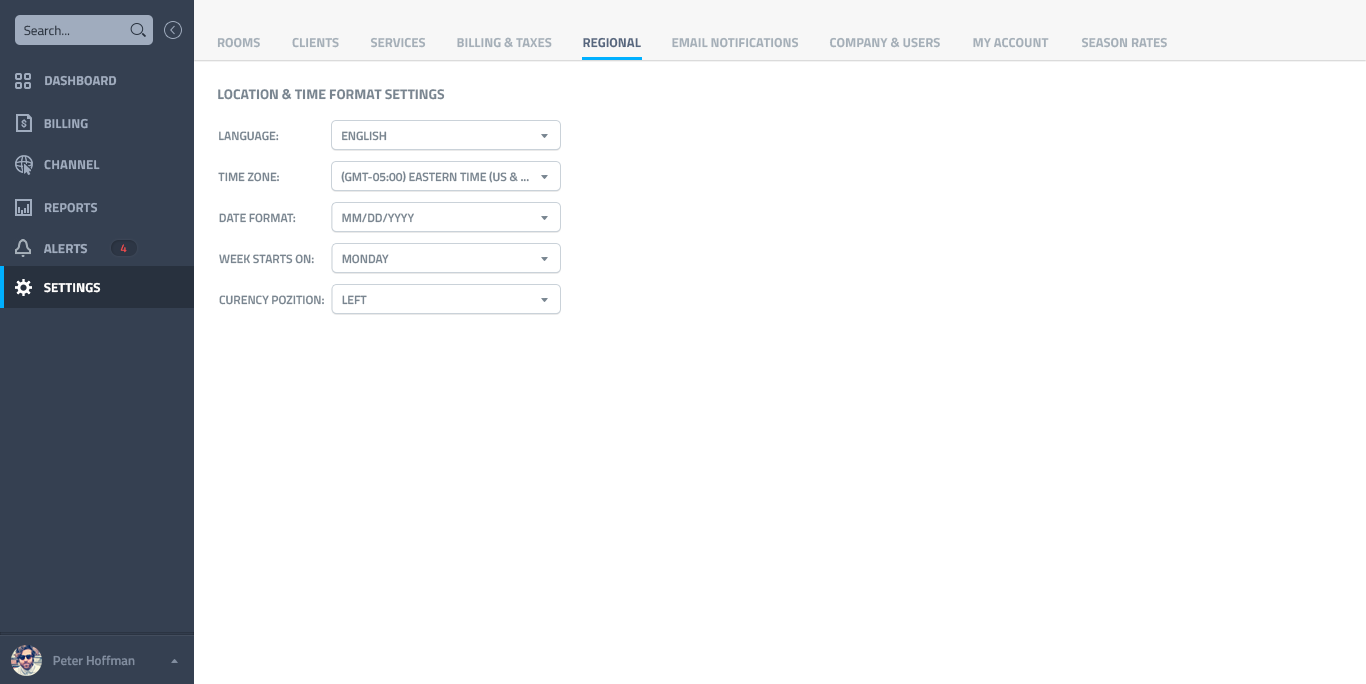 Search...
DASHBOARD
BILLING
CHANNEL
REPORTS
ALERTS 4
SETTINGS
Peter Hoffman
ROOMS CLIENTS SERVICES BILLING & TAXES REGIONAL EMAIL NOTIFICATIONS COMPANY & USERS MY ACCOUNT SEASON RATES
LOCATION & TIME FORMAT SETTINGS
LANGUAGE: ENGLISH
TIME ZONE: (GMT-05:00) EASTERN TIME (US & ...
DATE FORMAT: MM/DD/YYYY
WEEK STARTS ON: MONDAY
CURENCY POZITION: LEFT